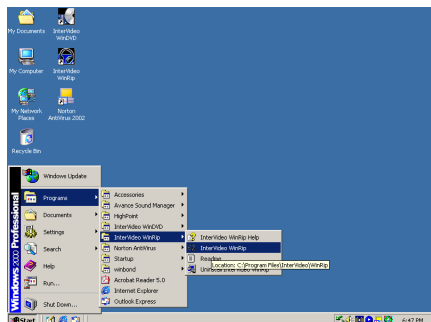 My Documents
InterVideo WinDVD
My Computer
InterVideo WinRip
My Network Places
Norton AntiVirus 2002
Recycle Bin
Windows 2000 Professional
Windows Update
Programs
Documents
Settings
Search
Help
Run...
Shut Down...
Accessories
Avance Sound Manager
HighPoint
InterVideo WinDVD
InterVideo WinRip
Norton AntiVirus
Startup
winbond
Acrobat Reader 5.0
Internet Explorer
Outlook Express
InterVideo WinRip Help
InterVideo WinRip
Readme
Location: C:\Program Files\InterVideo\WinRip
Uninstall InterVideo WinRip
Start
6:47 PM